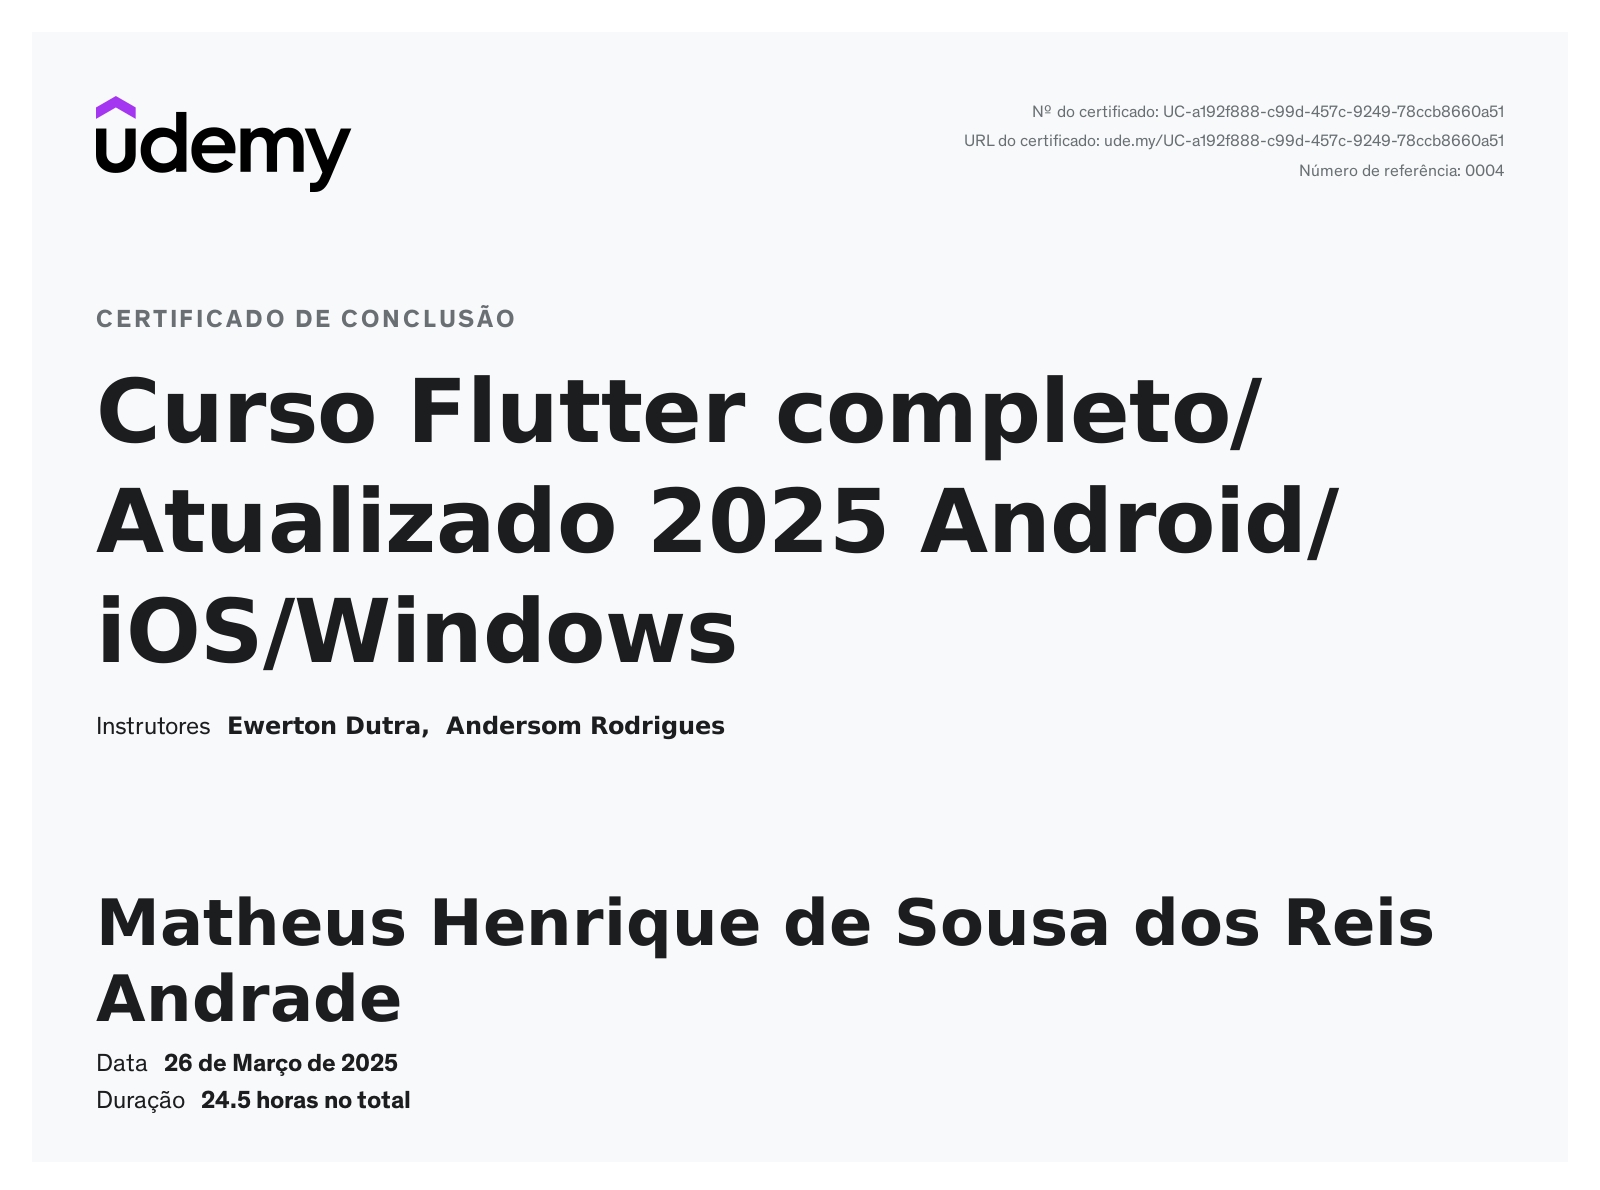 udemy
Nº do certificado: UC-a192f888-c99d-457c-9249-78ccb8660a51
URL do certificado: ude.my/UC-a192f888-c99d-457c-9249-78ccb8660a51
Número de referência: 0004
CERTIFICADO DE CONCLUSÃO
Curso Flutter completo/
Atualizado 2025 Android/
iOS/Windows
Instrutores Ewerton Dutra, Andersom Rodrigues
Matheus Henrique de Sousa dos Reis
Andrade
Data 26 de Março de 2025
Duração 24.5 horas no total